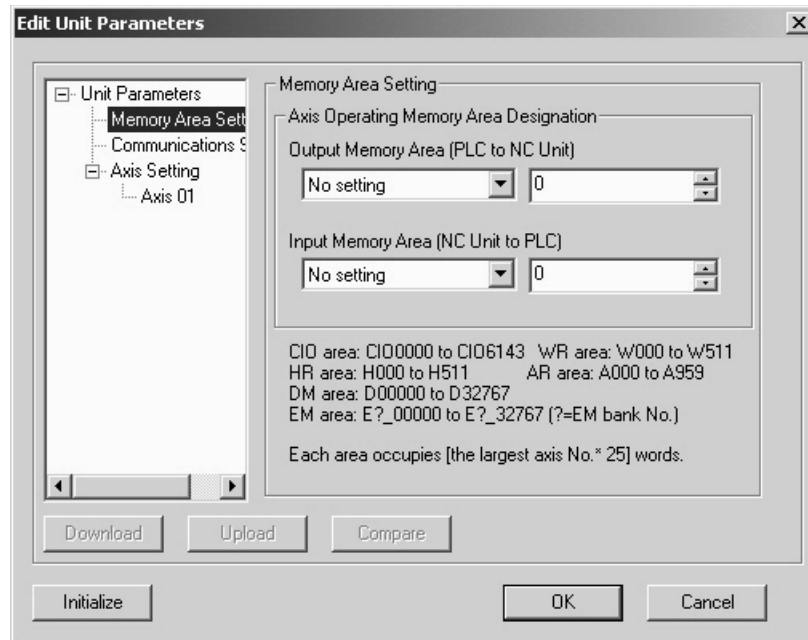 Edit Unit Parameters
Unit Parameters
Memory Area Sett
Communications S
Axis Setting
Axis 01
Memory Area Setting
Axis Operating Memory Area Designation
Output Memory Area (PLC to NC Unit)
No setting 0
Input Memory Area (NC Unit to PLC)
No setting 0
CIO area: CIO0000 to CIO6143 WR area: W000 to W511
HR area: H000 to H511 AR area: A000 to A959
DM area: D00000 to D32767
EM area: E?_00000 to E?_32767 (?=EM bank No.)
Each area occupies [the largest axis No.* 25] words.
Download Upload Compare
Initialize OK Cancel